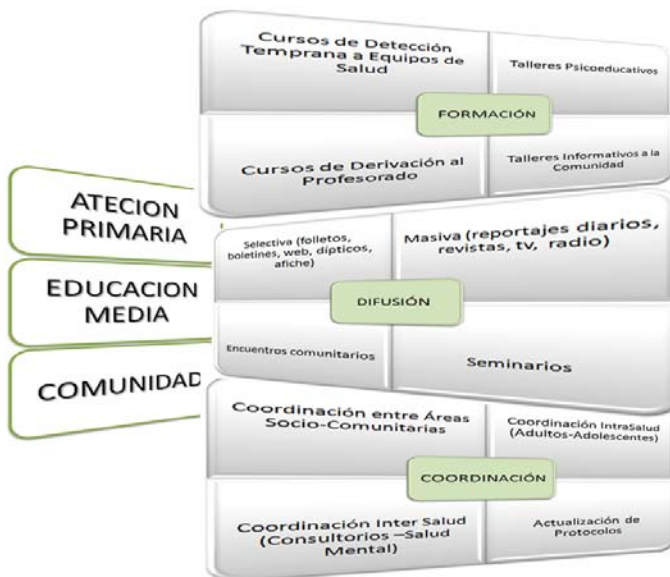 Cursos de Detección
Temprana a Equipos de
Salud
Talleres Psicoeducativos
FORMACIÓN
Cursos de Derivación al
Profesorado
Talleres Informativos a la
Comunidad
ATECION
PRIMARIA
EDUCACION
MEDIA
COMUNIDAD
Selectiva (folletos,
boletines, web, dípticos,
afiche)
Masiva (reportajes diarios,
revistas, tv, radio)
DIFUSIÓN
Encuentros comunitarios
Seminarios
Coordinación entre Áreas
Socio-Comunitarias
Coordinación IntraSalud
(Adultos-Adolescentes)
COORDINACIÓN
Coordinación Inter Salud
(Consultorios –Salud
Mental)
Actualización de
Protocolos